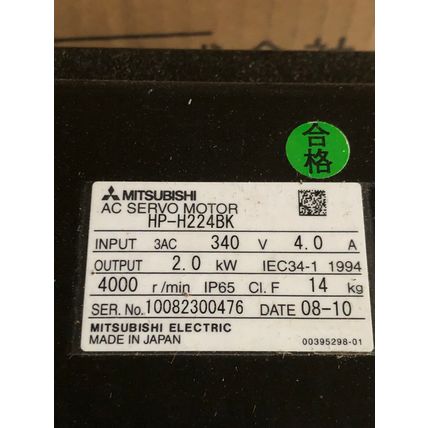 合格
MITSUBISHI
AC SERVO MOTOR
HP-H224BK
INPUT 3AC 340 V 4.0 A
OUTPUT 2.0 kW IEC34-1 1994
4000 r/min IP65 Cl.F 14 kg
SER.No.10082300476 DATE 08-10
MITSUBISHI ELECTRIC
MADE IN JAPAN 00395298-01